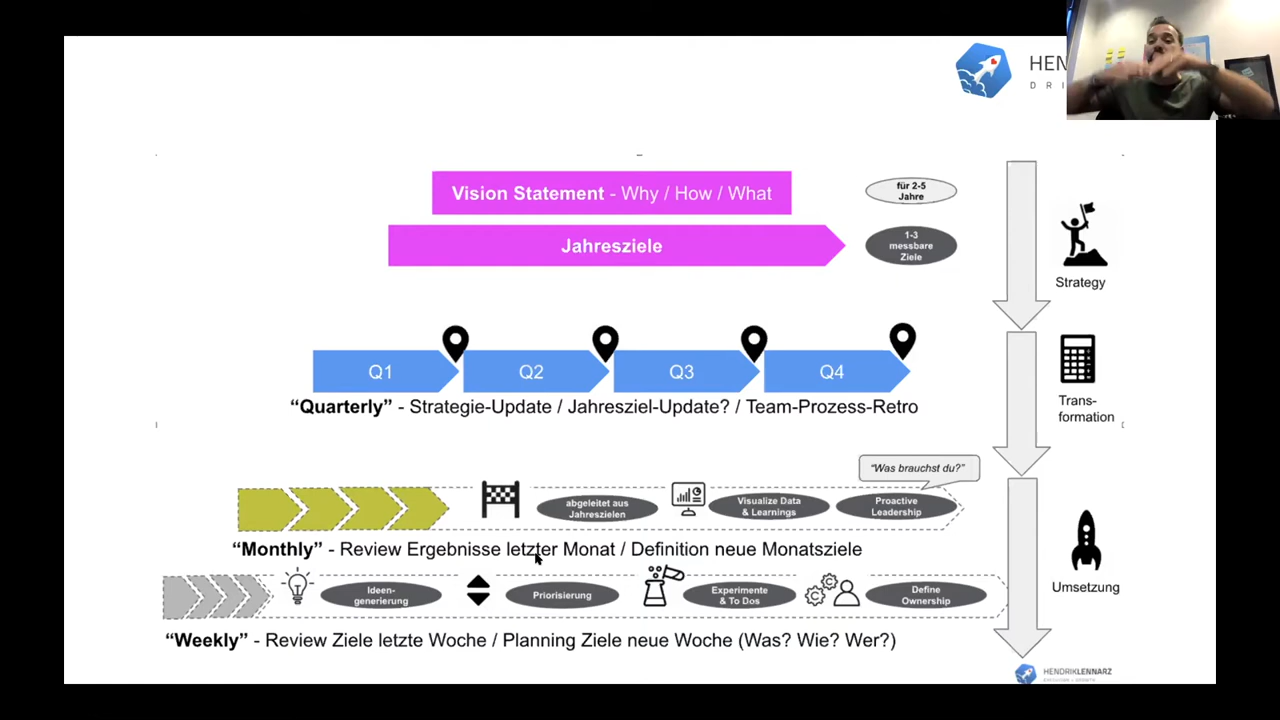 HEN
DRI
Vision Statement - Why / How / What
für 2-5
Jahre
Jahresziele
1-3
messbare
Ziele
Strategy
Q1
Q2
Q3
Q4
“Quarterly” - Strategie-Update / Jahresziel-Update? / Team-Prozess-Retro
Trans-
formation
“Was brauchst du?”
abgeleitet aus
Jahreszielen
Visualize Data
& Learnings
Proactive
Leadership
“Monthly” - Review Ergebnisse letzter Monat / Definition neue Monatsziele
Umsetzung
Ideen-
generierung
Priorisierung
Experimente
& To Dos
Define
Ownership
“Weekly” - Review Ziele letzte Woche / Planning Ziele neue Woche (Was? Wie? Wer?)
HENDRIKLENNARZ